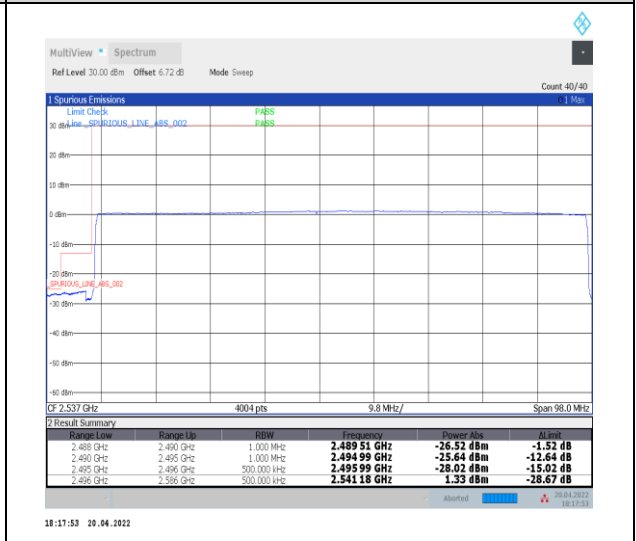 MultiView Spectrum
Ref Level 30.00 dBm Offset 6.72 dB Mode Sweep
Count 40/40
1 Spurious Emissions 1 Max
Limit Check PASS
Line _SPURIOUS_LINE_ABS_002 PASS
30 dBm
20 dBm
10 dBm
0 dBm
-10 dBm
-20 dBm
_SPURIOUS_LINE_ABS_002
-30 dBm
-40 dBm
-50 dBm
-60 dBm
CF 2.537 GHz 4004 pts 9.8 MHz/ Span 98.0 MHz
2 Result Summary
Range Low Range Up RBW Frequency Power Abs ΔLimit
2.488 GHz 2.490 GHz 1.000 MHz 2.489 51 GHz -26.52 dBm -1.52 dB
2.490 GHz 2.495 GHz 1.000 MHz 2.494 99 GHz -25.64 dBm -12.64 dB
2.495 GHz 2.496 GHz 500.000 kHz 2.495 99 GHz -28.02 dBm -15.02 dB
2.496 GHz 2.586 GHz 500.000 kHz 2.541 18 GHz 1.33 dBm -28.67 dB
Aborted 20.04.2022
18:17:53
18:17:53 20.04.2022